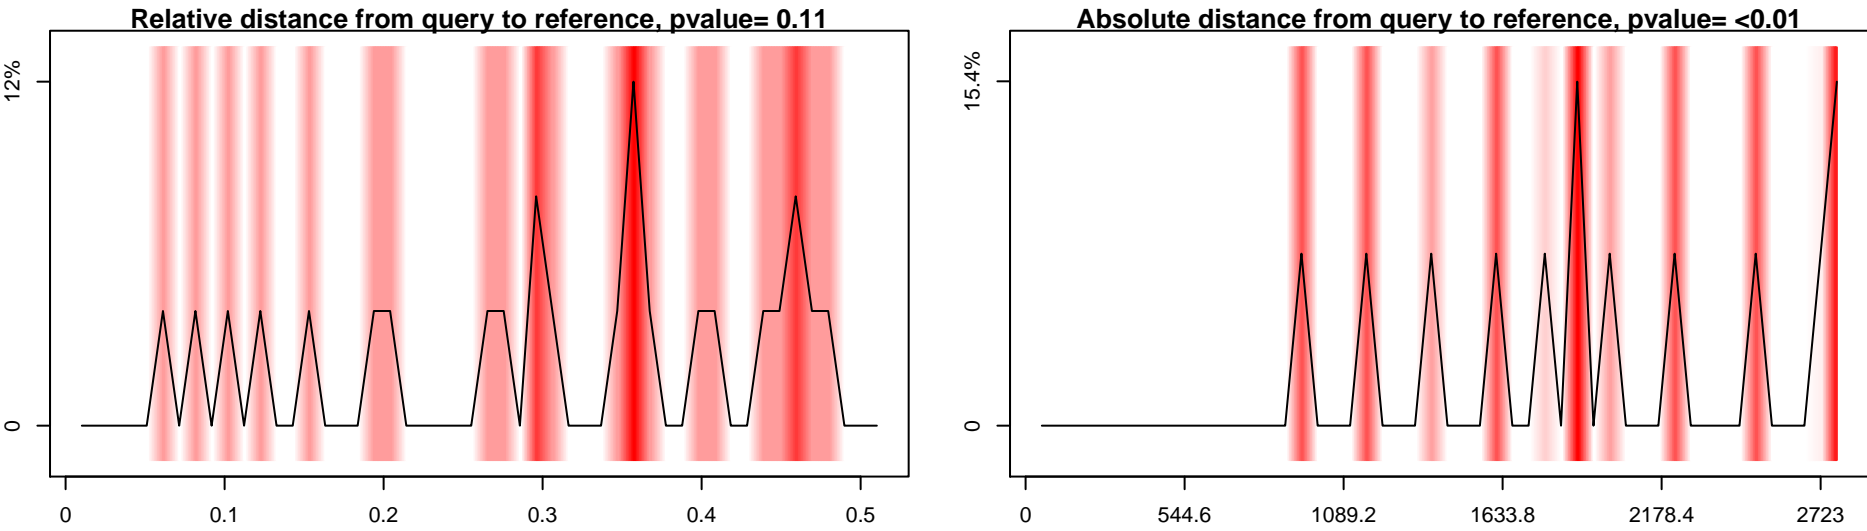 Relative distance from query to reference, pvalue= 0.11
12%
0
0 0.1 0.2 0.3 0.4 0.5
Absolute distance from query to reference, pvalue= <0.01
15.4%
0
0 544.6 1089.2 1633.8 2178.4 2723